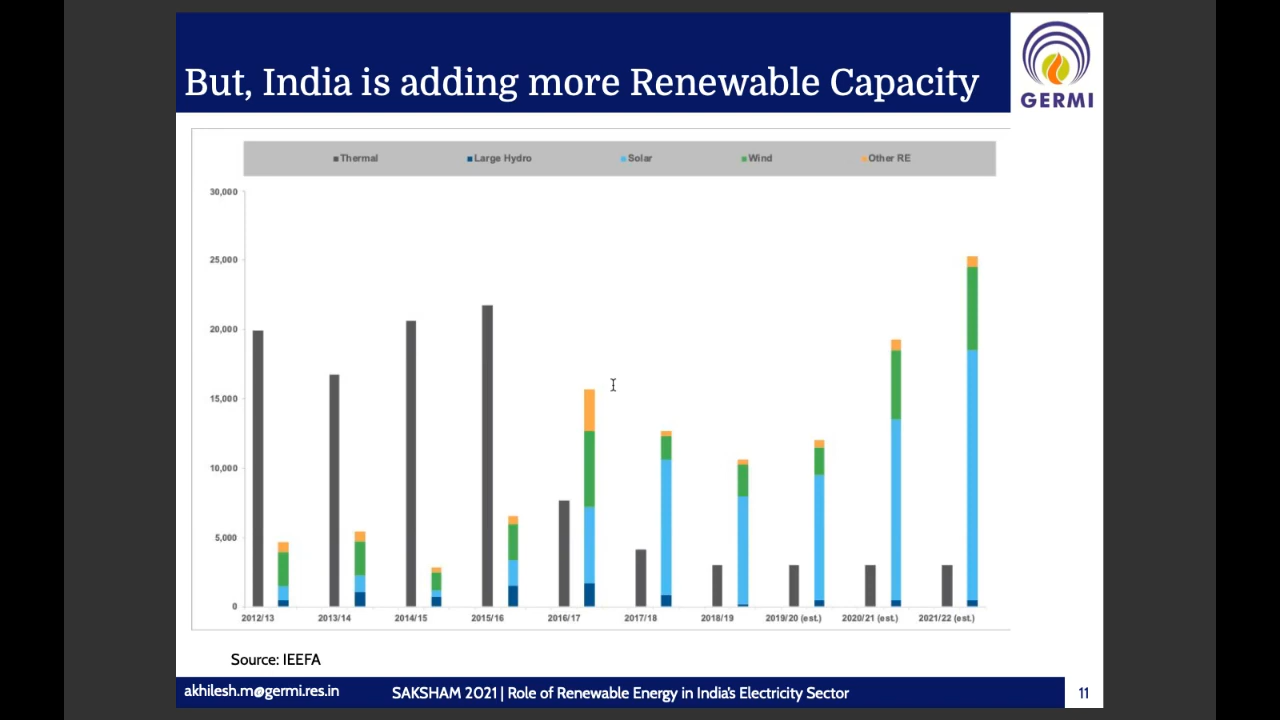 But, India is adding more Renewable Capacity
GERMI
Thermal Large Hydro Solar Wind Other RE
30,000
25,000
20,000
15,000
10,000
5,000
0
2012/13 2013/14 2014/15 2015/16 2016/17 2017/18 2018/19 2019/20 (est.) 2020/21 (est.) 2021/22 (est.)
Source: IEEFA
akhilesh.m@germi.res.in SAKSHAM 2021 | Role of Renewable Energy in India's Electricity Sector 11